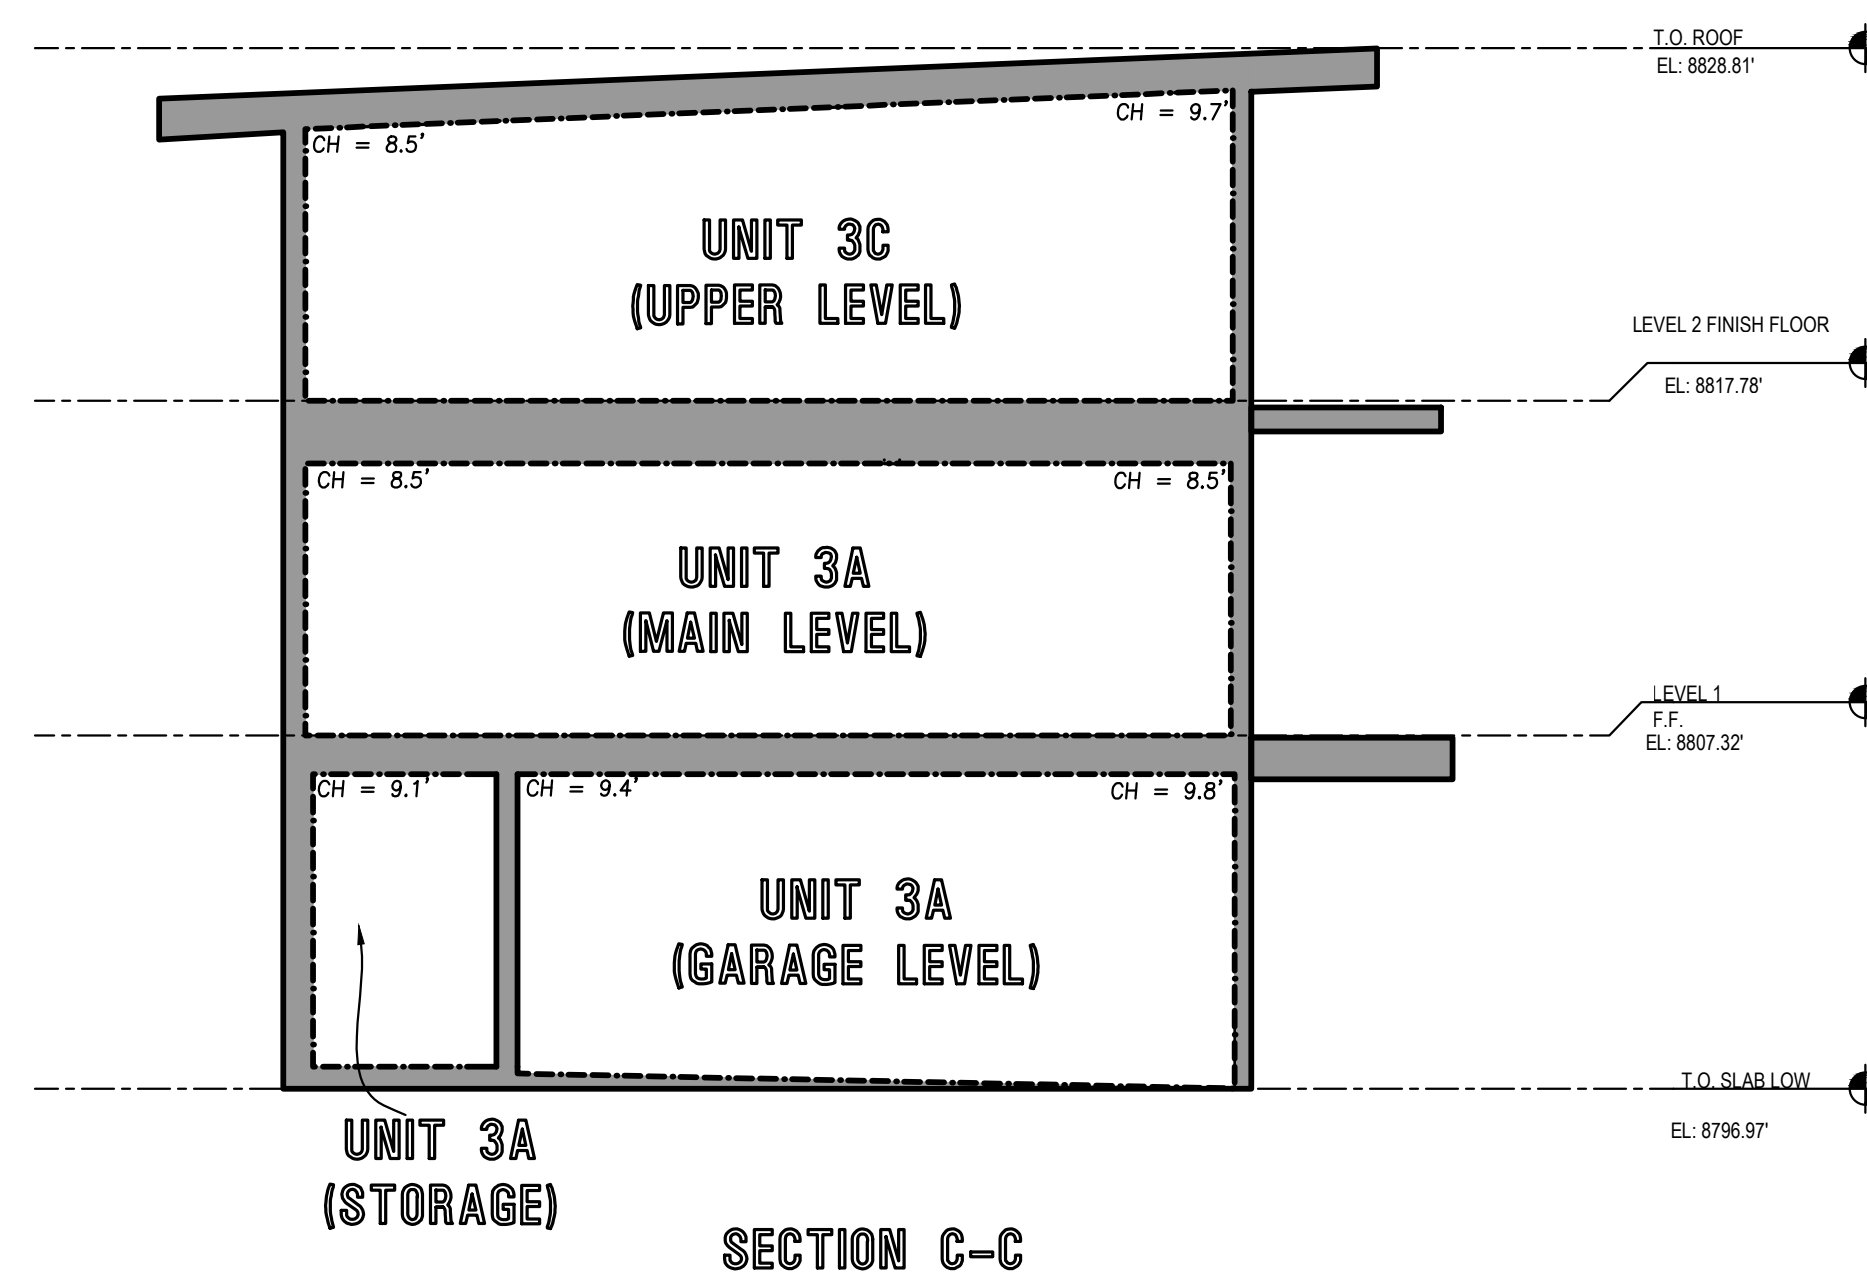 T.O. ROOF
EL: 8828.81'
CH = 9.7'
CH = 8.5'
UNIT 3C
(UPPER LEVEL)
LEVEL 2 FINISH FLOOR
EL: 8817.78'
CH = 8.5'
CH = 8.5'
UNIT 3A
(MAIN LEVEL)
LEVEL 1
F.F.
EL: 8807.32'
CH = 9.1'
CH = 9.4'
CH = 9.8'
UNIT 3A
(GARAGE LEVEL)
T.O. SLAB LOW
EL: 8796.97'
UNIT 3A
(STORAGE)
SECTION C-C